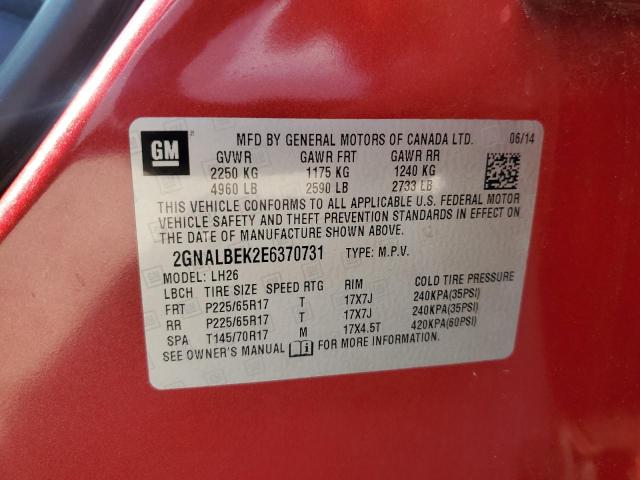 GM MFD BY GENERAL MOTORS OF CANADA LTD. 06/14
GVWR GAWR FRT GAWR RR
2250 KG 1175 KG 1240 KG
4960 LB 2590 LB 2733 LB
THIS VEHICLE CONFORMS TO ALL APPLICABLE U.S. FEDERAL MOTOR
VEHICLE SAFETY AND THEFT PREVENTION STANDARDS IN EFFECT ON
THE DATE OF MANUFACTURE SHOWN ABOVE.
2GNALBEK2E6370731 TYPE: M.P.V.
MODEL: LH26
LBCH TIRE SIZE SPEED RTG RIM COLD TIRE PRESSURE
FRT P225/65R17 T 17X7J 240KPA(35PSI)
RR P225/65R17 T 17X7J 240KPA(35PSI)
SPA T145/70R17 M 17X4.5T 420KPA(60PSI)
SEE OWNER'S MANUAL FOR MORE INFORMATION.